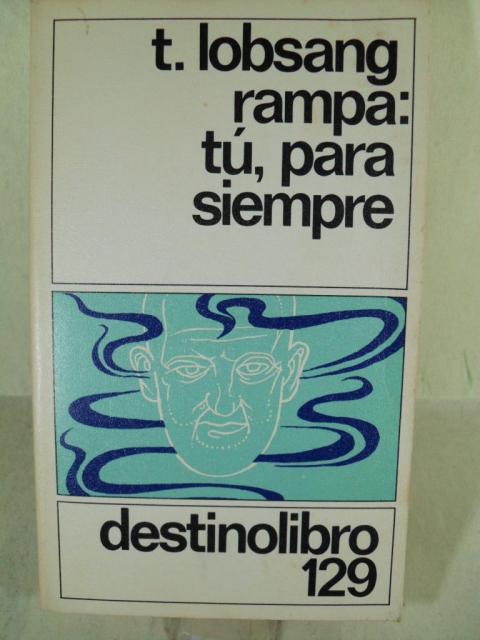 t. lobsang
rampa:
tú, para
siempre
destinolibro
129